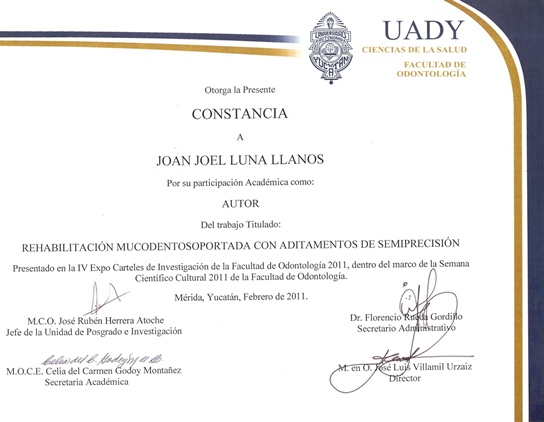 UADY
CIENCIAS DE LA SALUD
FACULTAD DE
ODONTOLOGÍA
Otorga la Presente
CONSTANCIA
A
JOAN JOEL LUNA LLANOS
Por su participación Académica como:
AUTOR
Del trabajo Titulado:
REHABILITACIÓN MUCODENTOSOPORTADA CON ADITAMENTOS DE SEMIPRECISIÓN
Presentado en la IV Expo Carteles de Investigación de la Facultad de Odontología 2011, dentro del marco de la Semana
Científico Cultural 2011 de la Facultad de Odontología.
Mérida, Yucatán, Febrero de 2011.
M.C.O. José Rubén Herrera Atoche
Jefe de la Unidad de Posgrado e Investigación
Dr. Florencio Rueda Gordillo
Secretario Administrativo
M.O.C.E. Celia del Carmen Godoy Montañez
Secretaria Académica
M. en O. José Luis Villamil Urzaiz
Director